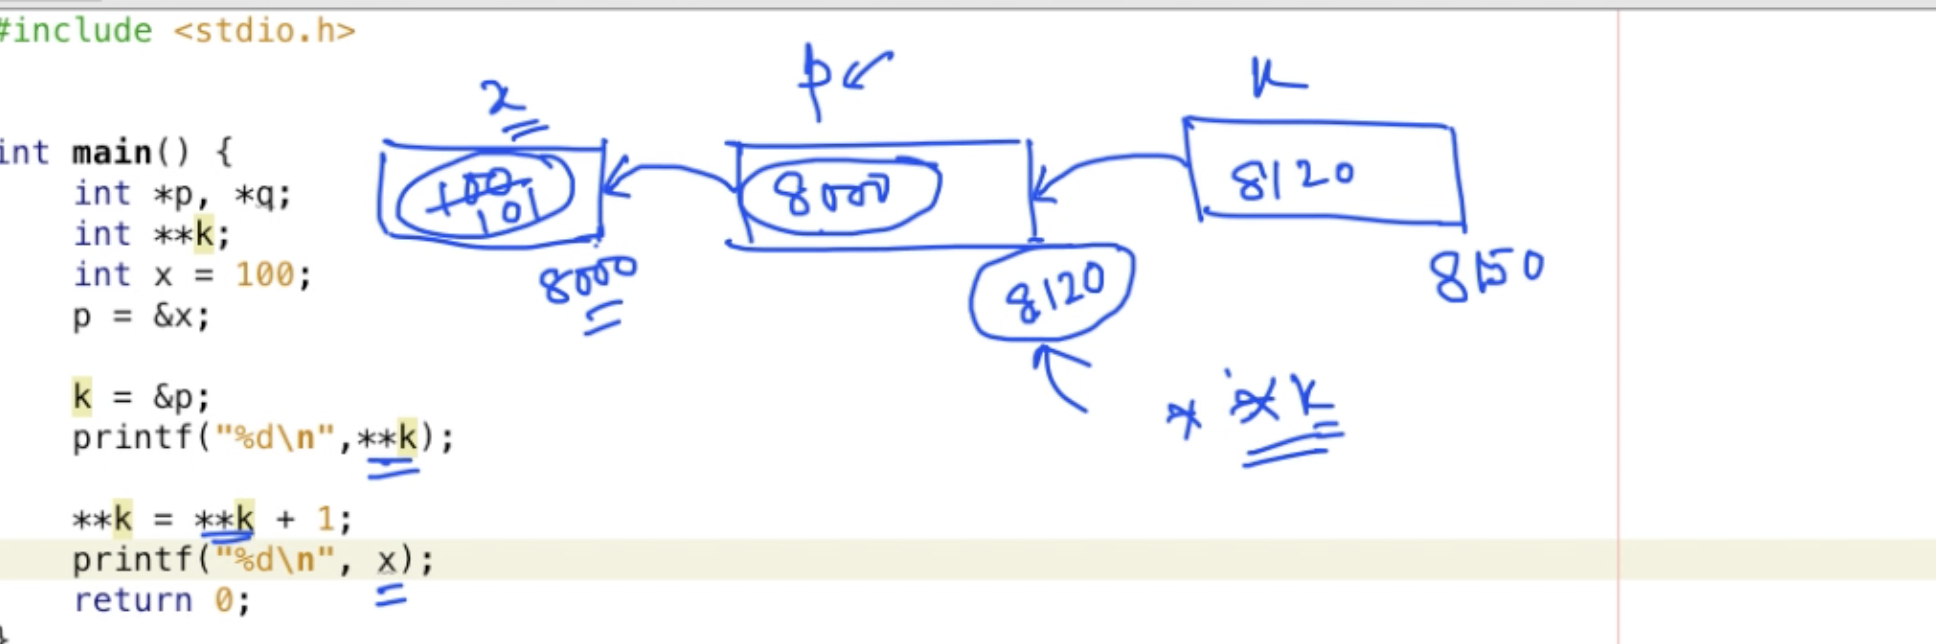 #include <stdio.h>
x
p
k
int main() {
100
101
8000
8120
int *p, *q;
int **k;
int x = 100;
8000
8120
8150
p = &x;
k = &p;
* *k
printf("%d\n",**k);
**k = **k + 1;
printf("%d\n", x);
return 0;
}